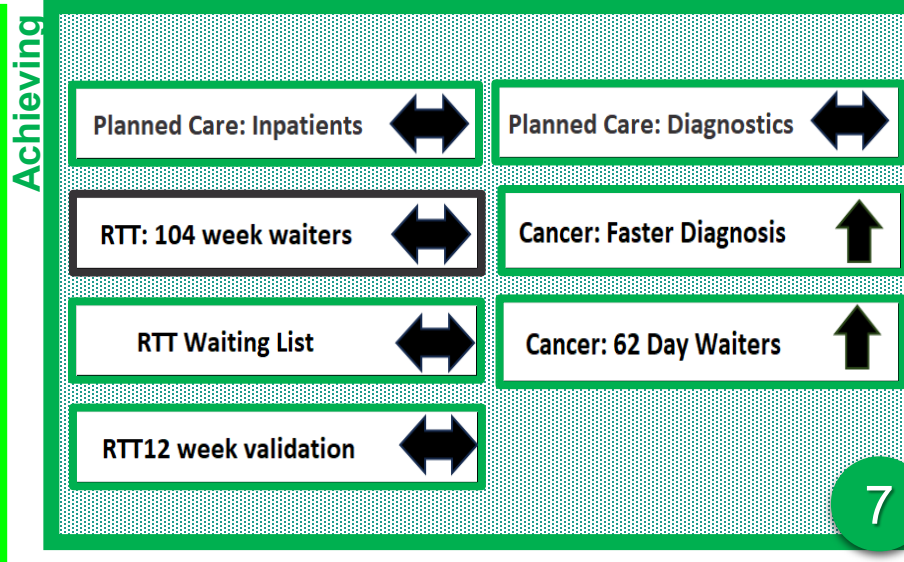 Achieving
Planned Care: Inpatients
Planned Care: Diagnostics
RTT: 104 week waiters
Cancer: Faster Diagnosis
RTT Waiting List
Cancer: 62 Day Waiters
RTT12 week validation
7